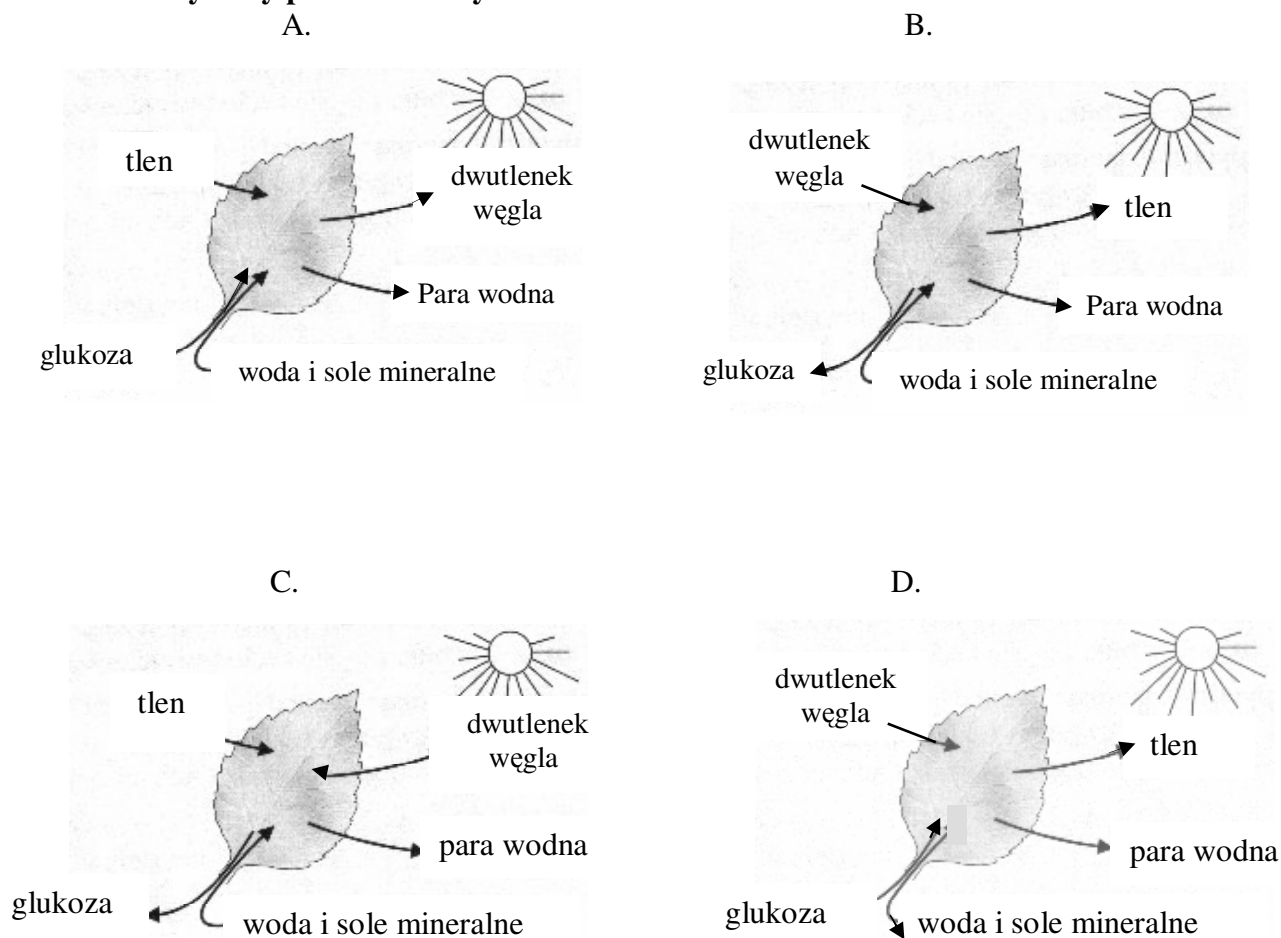 A.
B.
tlen
dwutlenek
węgla
Para wodna
glukoza
woda i sole mineralne
dwutlenek
węgla
tlen
Para wodna
glukoza
woda i sole mineralne
C.
D.
tlen
dwutlenek
węgla
para wodna
glukoza
woda i sole mineralne
dwutlenek
węgla
tlen
para wodna
glukoza
woda i sole mineralne